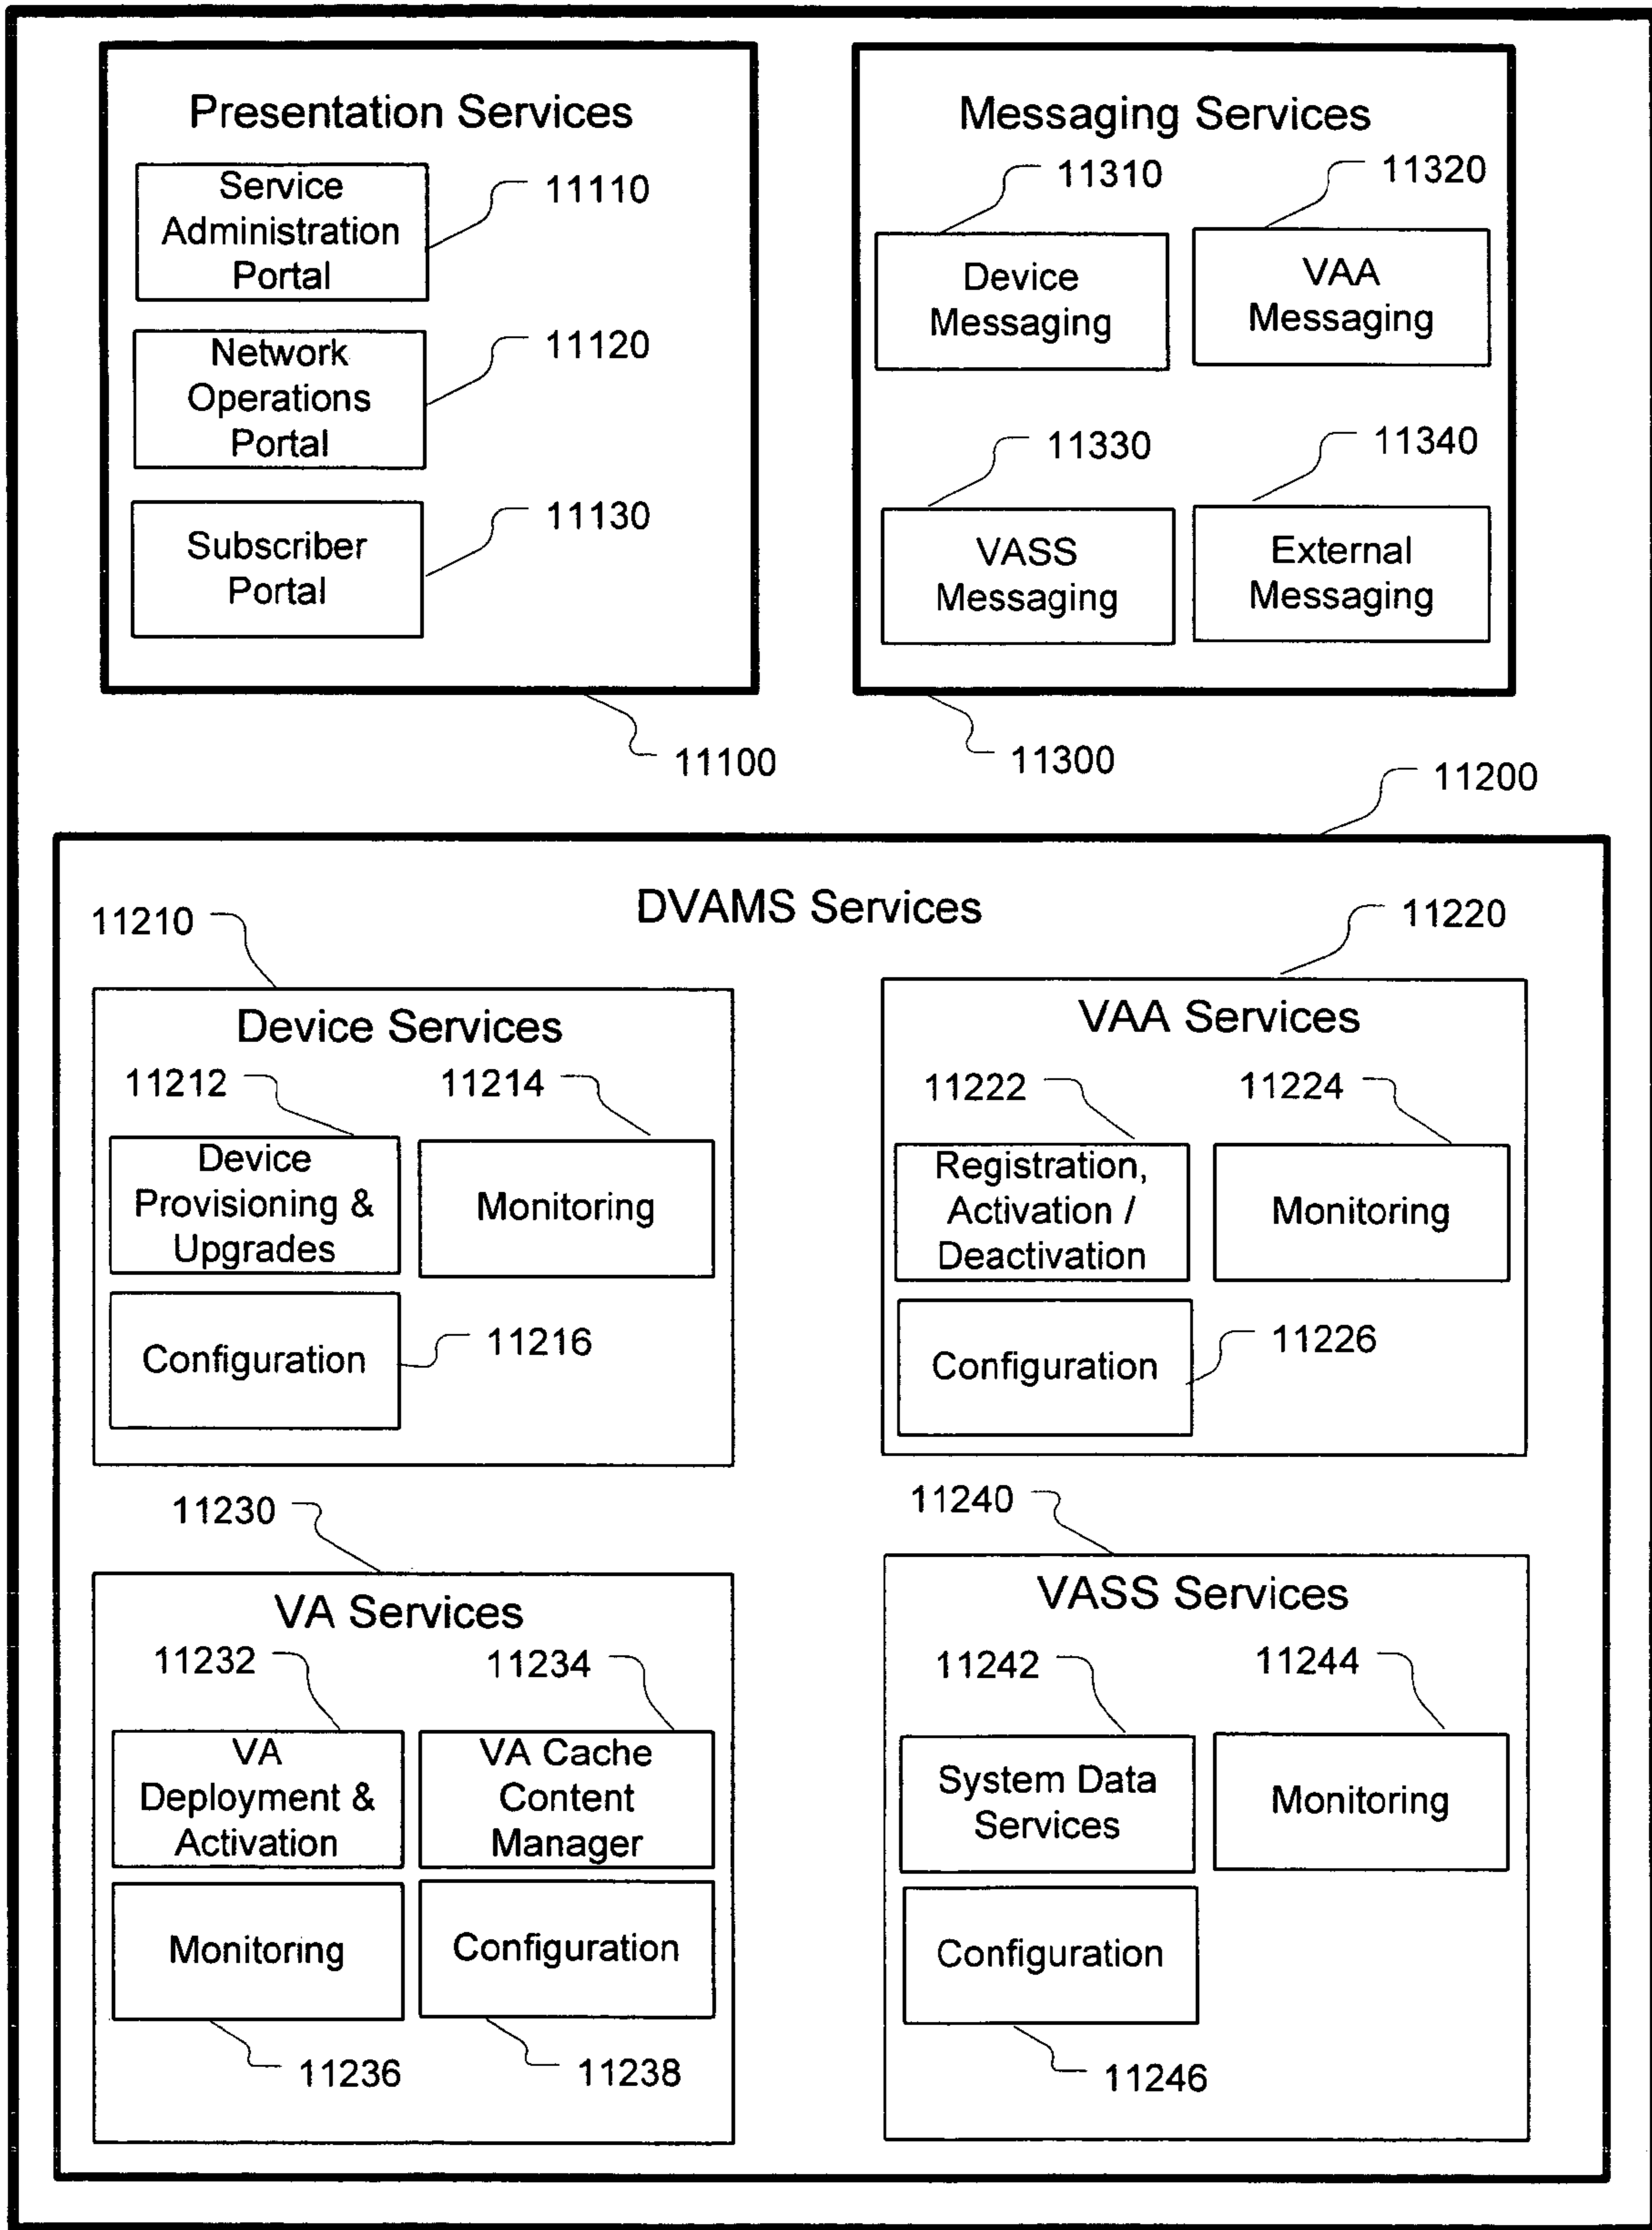 Presentation Services
Service
Administration
Portal
11110
Network
Operations
Portal
11120
Subscriber
Portal
11130
11100
Messaging Services
11310
11320
Device
Messaging
VAA
Messaging
11330
11340
VASS
Messaging
External
Messaging
11300
11200
DVAMS Services
11210
Device Services
11212
11214
Device
Provisioning &
Upgrades
Monitoring
Configuration
11216
11220
VAA Services
11222
11224
Registration,
Activation /
Deactivation
Monitoring
Configuration
11226
11230
VA Services
11232
11234
VA
Deployment &
Activation
VA Cache
Content
Manager
Monitoring
Configuration
11236
11238
11240
VASS Services
11242
11244
System Data
Services
Monitoring
Configuration
11246